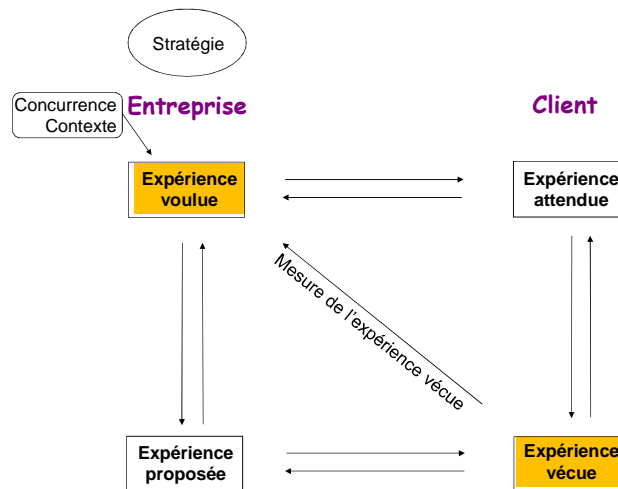 Stratégie
Concurrence
Contexte
Entreprise
Client
Expérience
voulue
Expérience
attendue
Mesure de l'expérience vécue
Expérience
proposée
Expérience
vécue